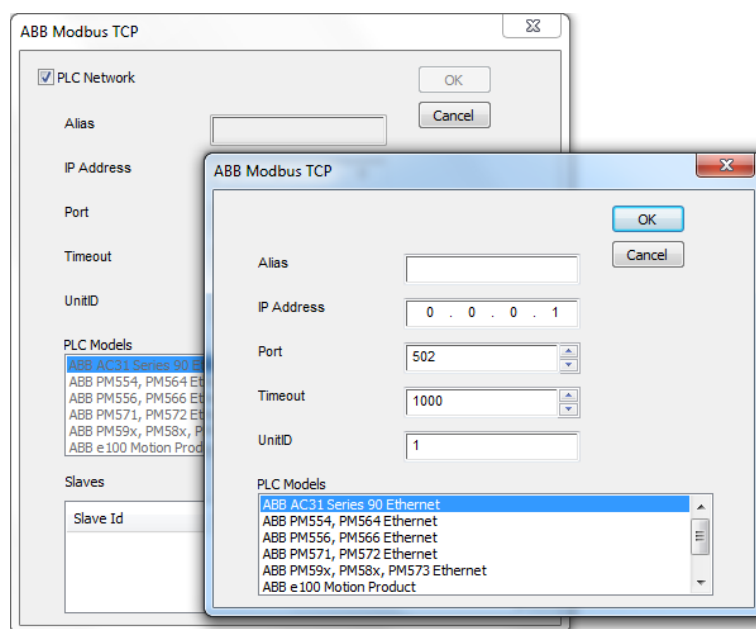 ABB Modbus TCP
PLC Network
OK
Cancel
Alias
IP Address
Port
Timeout
UnitID
PLC Models
ABB AC31 Series 90 E
ABB PM554, PM564 Et
ABB PM556, PM566 Et
ABB PM571, PM572 Et
ABB PM59x, PM58x, P
ABB e100 Motion Prod
Slaves
Slave Id
ABB Modbus TCP
OK
Cancel
Alias
IP Address 0 . 0 . 0 . 1
Port 502
Timeout 1000
UnitID 1
PLC Models
ABB AC31 Series 90 Ethernet
ABB PM554, PM564 Ethernet
ABB PM556, PM566 Ethernet
ABB PM571, PM572 Ethernet
ABB PM59x, PM58x, PM573 Ethernet
ABB e100 Motion Product